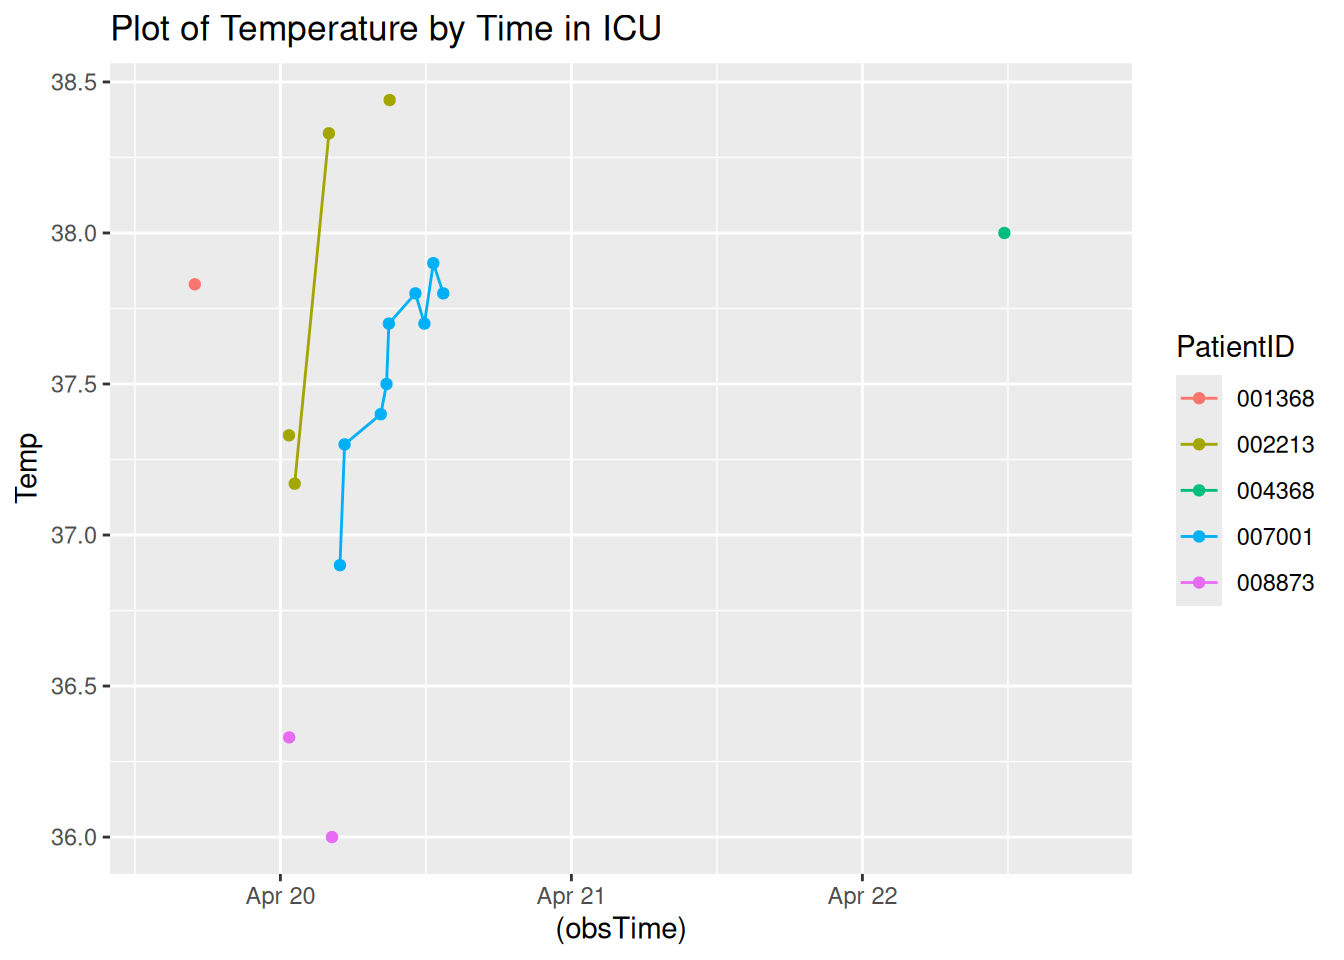 Plot of Temperature by Time in ICU
38.5
38.0
37.5
37.0
36.5
36.0
Temp
Apr 20
Apr 21
Apr 22
(obsTime)
PatientID
001368
002213
004368
007001
008873